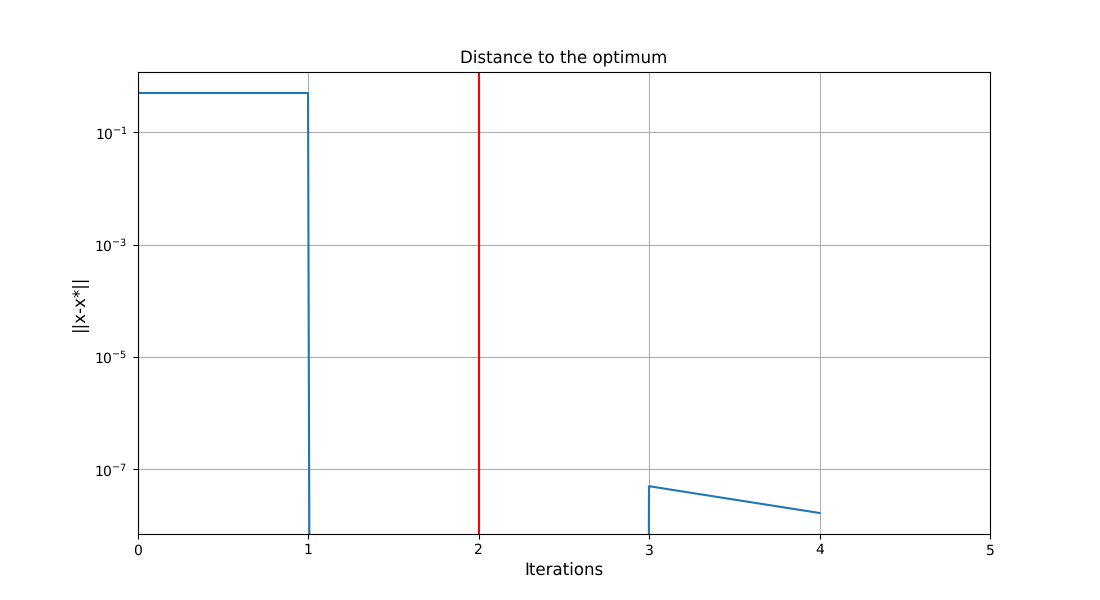 Distance to the optimum
||x-x*||
10⁻¹
10⁻³
10⁻⁵
10⁻⁷
0 1 2 3 4 5
Iterations